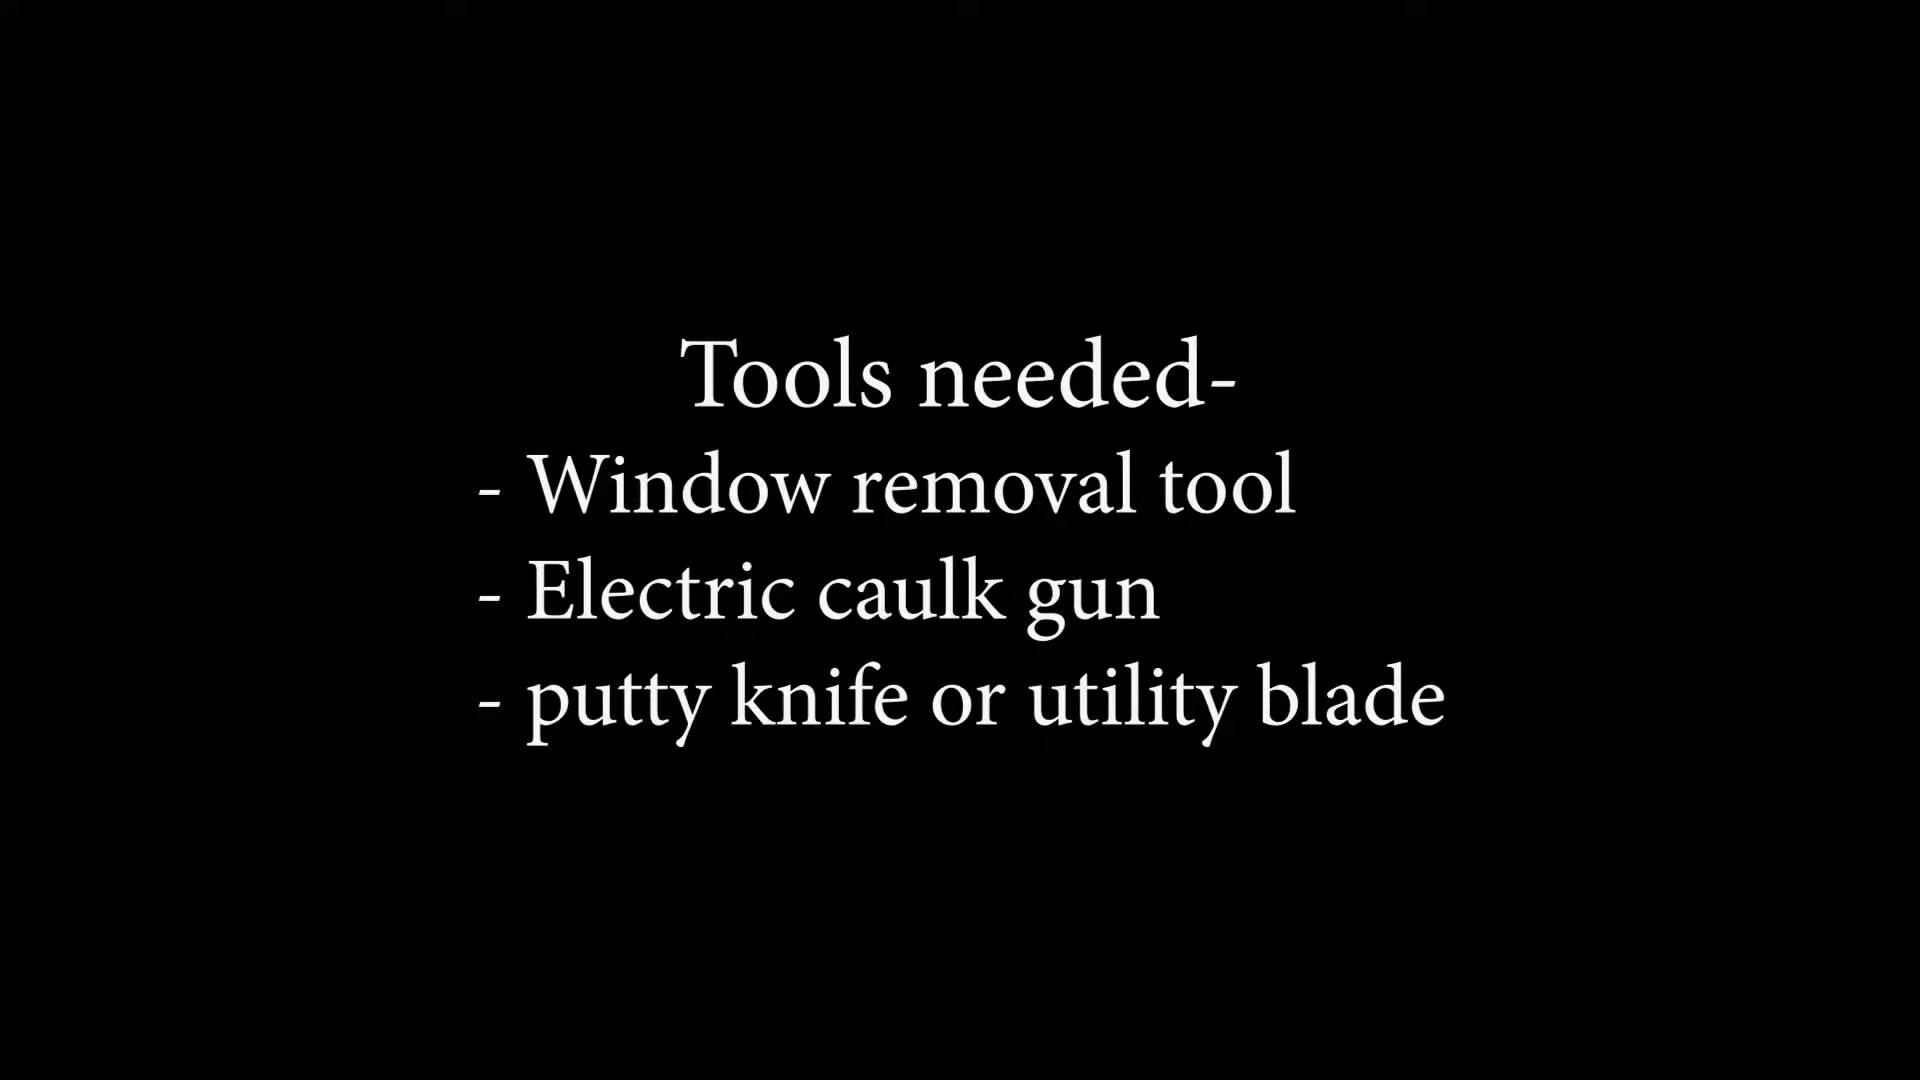 Tools needed-
- Window removal tool
- Electric caulk gun
- putty knife or utility blade